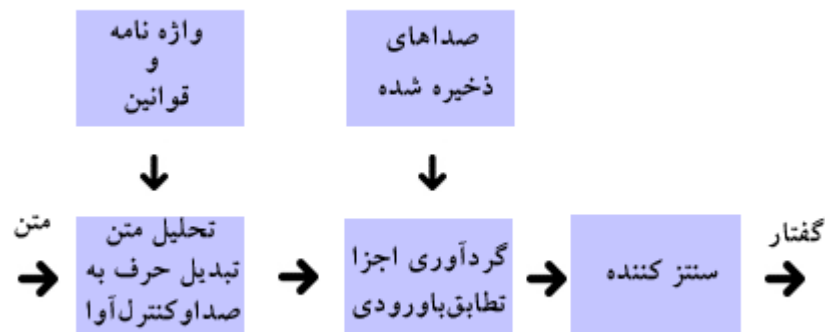 واژه نامه
و
قوانین
صداهای
ذخیره شده
متن
تحلیل متن
تبدیل حرف به
صداوکنترل‌آوا
گردآوری اجزا
تطابق‌باورودی
سنتز کننده
گفتار